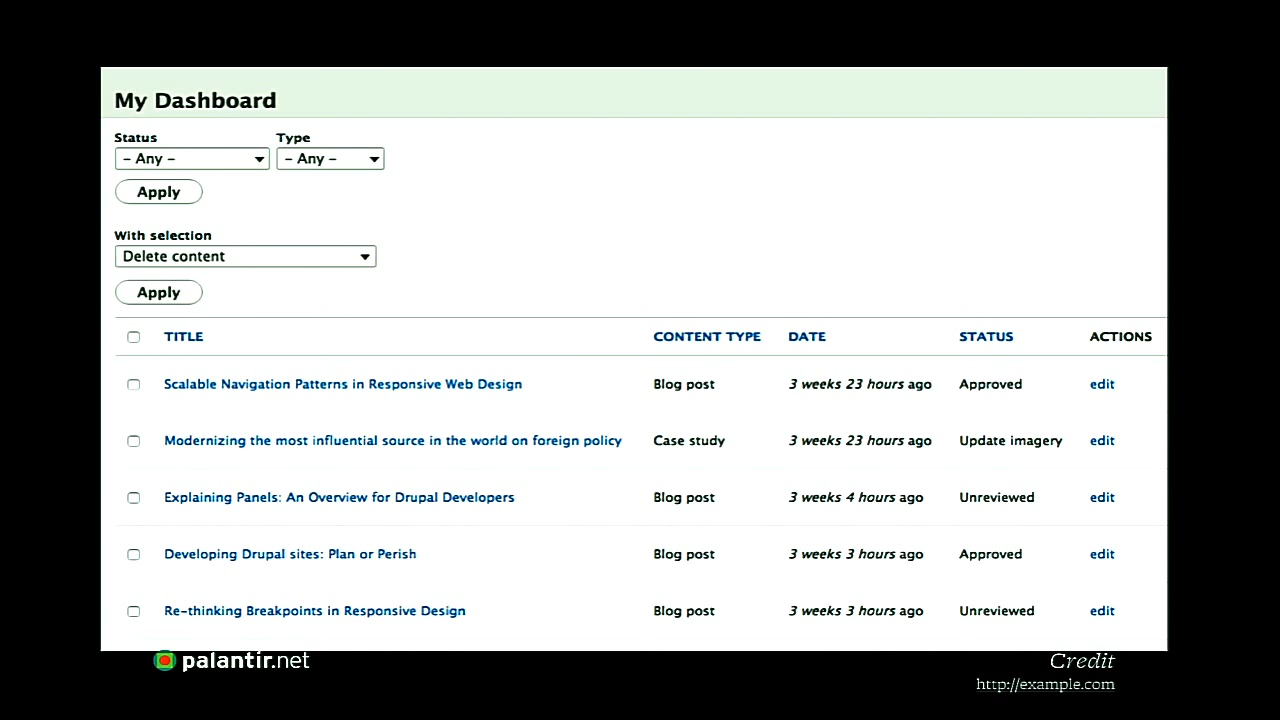 My Dashboard
Status Type
– Any – – Any –
Apply
With selection
Delete content
Apply
TITLE CONTENT TYPE DATE STATUS ACTIONS
Scalable Navigation Patterns in Responsive Web Design Blog post 3 weeks 23 hours ago Approved edit
Modernizing the most influential source in the world on foreign policy Case study 3 weeks 23 hours ago Update imagery edit
Explaining Panels: An Overview for Drupal Developers Blog post 3 weeks 4 hours ago Unreviewed edit
Developing Drupal sites: Plan or Perish Blog post 3 weeks 3 hours ago Approved edit
Re-thinking Breakpoints in Responsive Design Blog post 3 weeks 3 hours ago Unreviewed edit
palantir.net Credit
http://example.com